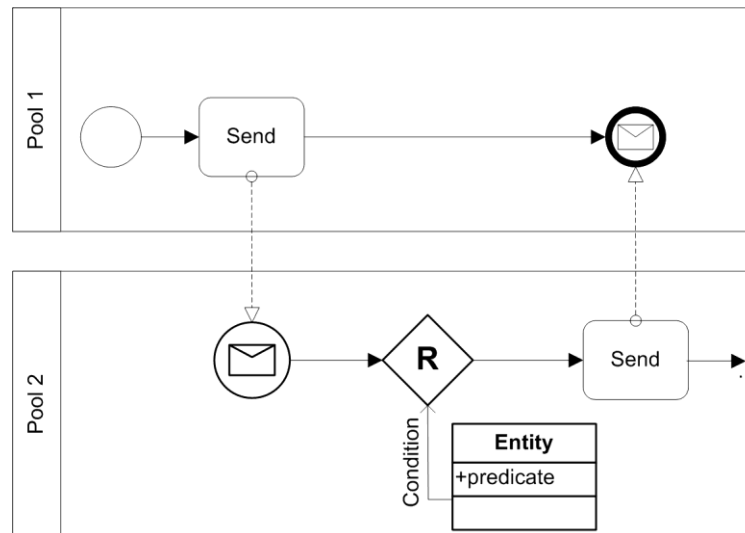 Pool 1
Send
Pool 2
R
Send
Condition
Entity
+predicate